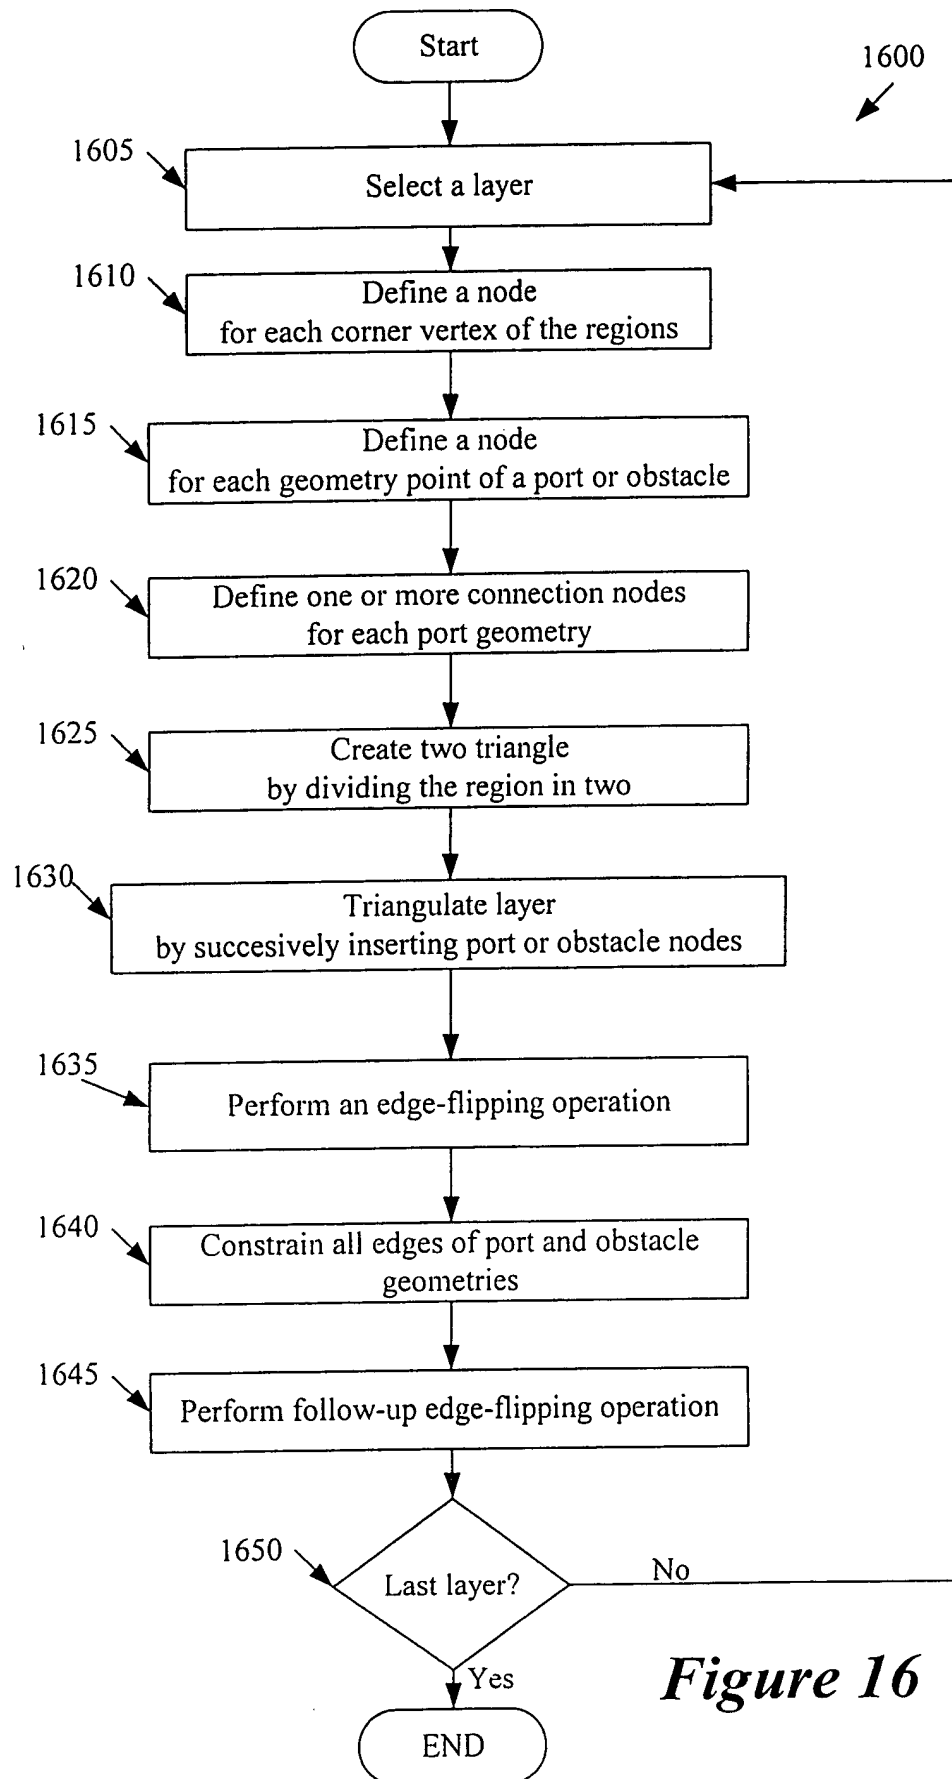 Start
1600
1605
Select a layer
1610
Define a node
for each corner vertex of the regions
1615
Define a node
for each geometry point of a port or obstacle
1620
Define one or more connection nodes
for each port geometry
1625
Create two triangle
by dividing the region in two
1630
Triangulate layer
by succesively inserting port or obstacle nodes
1635
Perform an edge-flipping operation
1640
Constrain all edges of port and obstacle
geometries
1645
Perform follow-up edge-flipping operation
1650
Last layer?
No
Yes
Figure 16
END